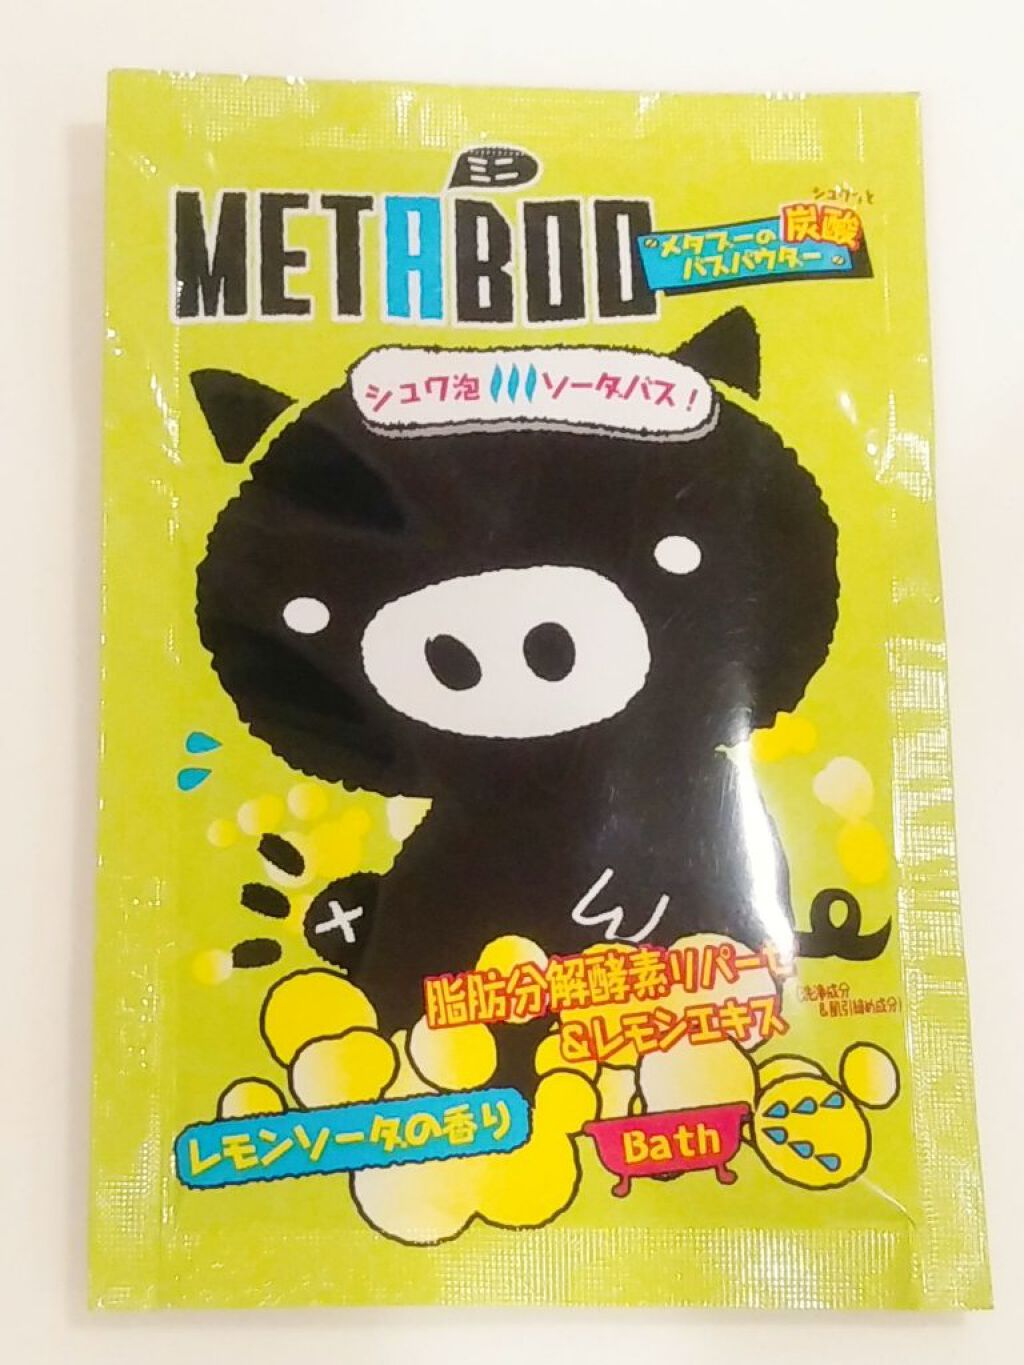 ミニ
METABOO
シュワッと
メタブーの炭酸
バスパウダー
シュワ泡ソーダバス!
脂肪分解酵素リパーゼ
&レモンエキス
(洗浄成分
&肌引締め成分)
レモンソーダの香り
Bath